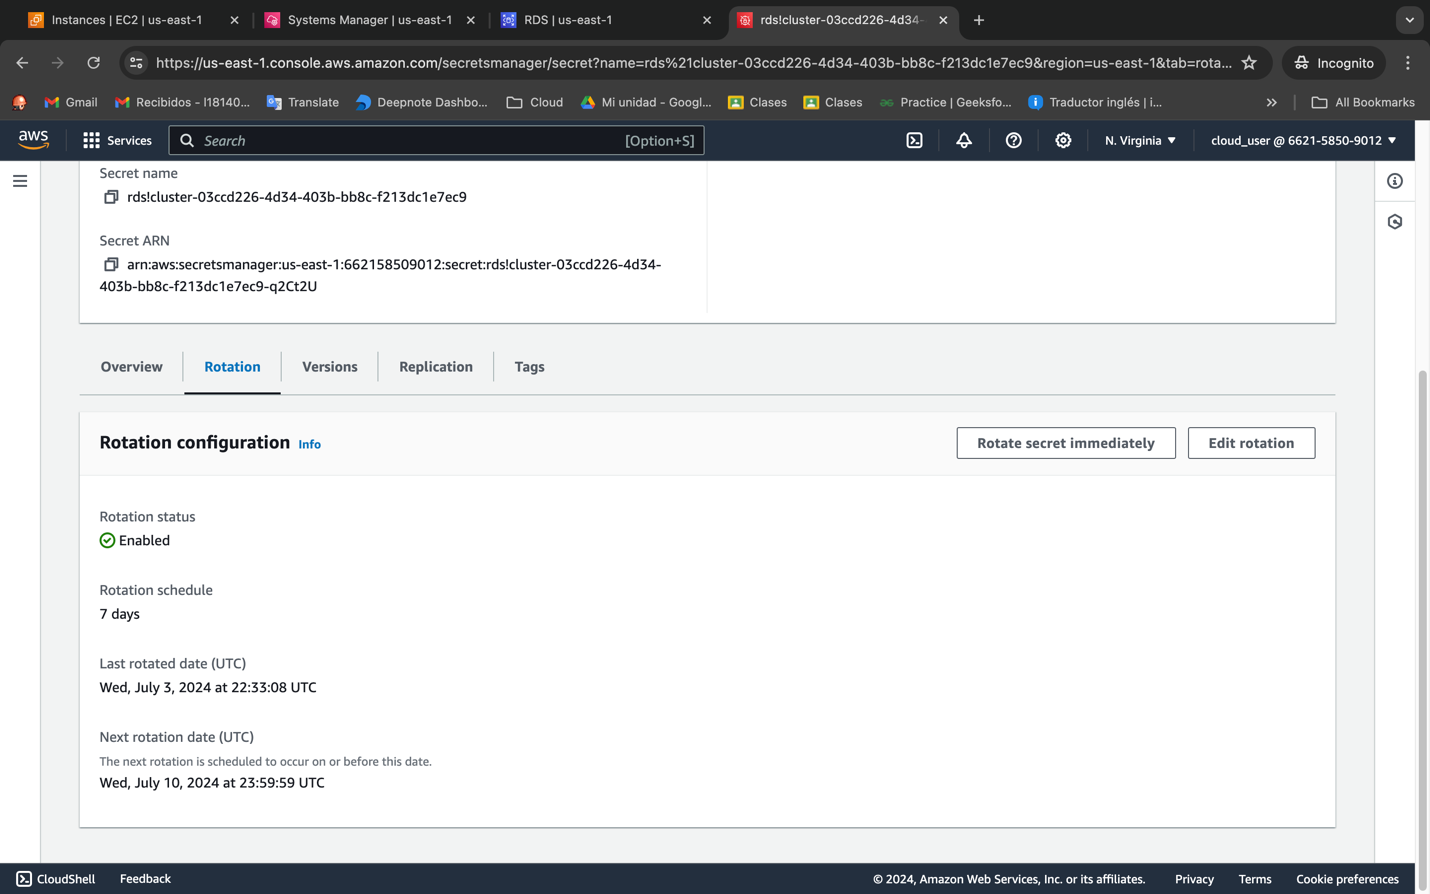 Instances | EC2 | us-east-1
Systems Manager | us-east-1
RDS | us-east-1
rds!cluster-03ccd226-4d34-
https://us-east-1.console.aws.amazon.com/secretsmanager/secret?name=rds%21cluster-03ccd226-4d34-403b-bb8c-f213dc1e7ec9&region=us-east-1&tab=rota...
Incognito
Gmail
Recibidos - l18140...
Translate
Deepnote Dashbo...
Cloud
Mi unidad - Googl...
Clases
Clases
Practice | Geeksfo...
Traductor inglés | i...
All Bookmarks
aws
Services
Search
[Option+S]
N. Virginia
cloud_user @ 6621-5850-9012
Secret name
rds!cluster-03ccd226-4d34-403b-bb8c-f213dc1e7ec9
Secret ARN
arn:aws:secretsmanager:us-east-1:662158509012:secret:rds!cluster-03ccd226-4d34-
403b-bb8c-f213dc1e7ec9-q2Ct2U
Overview
Rotation
Versions
Replication
Tags
Rotation configuration Info
Rotate secret immediately
Edit rotation
Rotation status
Enabled
Rotation schedule
7 days
Last rotated date (UTC)
Wed, July 3, 2024 at 22:33:08 UTC
Next rotation date (UTC)
The next rotation is scheduled to occur on or before this date.
Wed, July 10, 2024 at 23:59:59 UTC
CloudShell
Feedback
© 2024, Amazon Web Services, Inc. or its affiliates.
Privacy
Terms
Cookie preferences